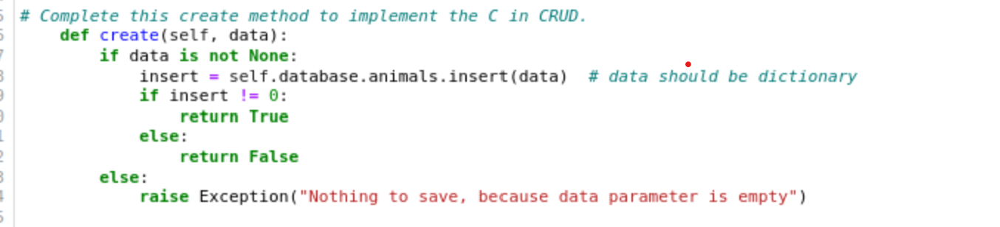 # Complete this create method to implement the C in CRUD.
    def create(self, data):
        if data is not None:
            insert = self.database.animals.insert(data)  # data should be dictionary
            if insert != 0:
                return True
            else:
                return False
        else:
            raise Exception("Nothing to save, because data parameter is empty")